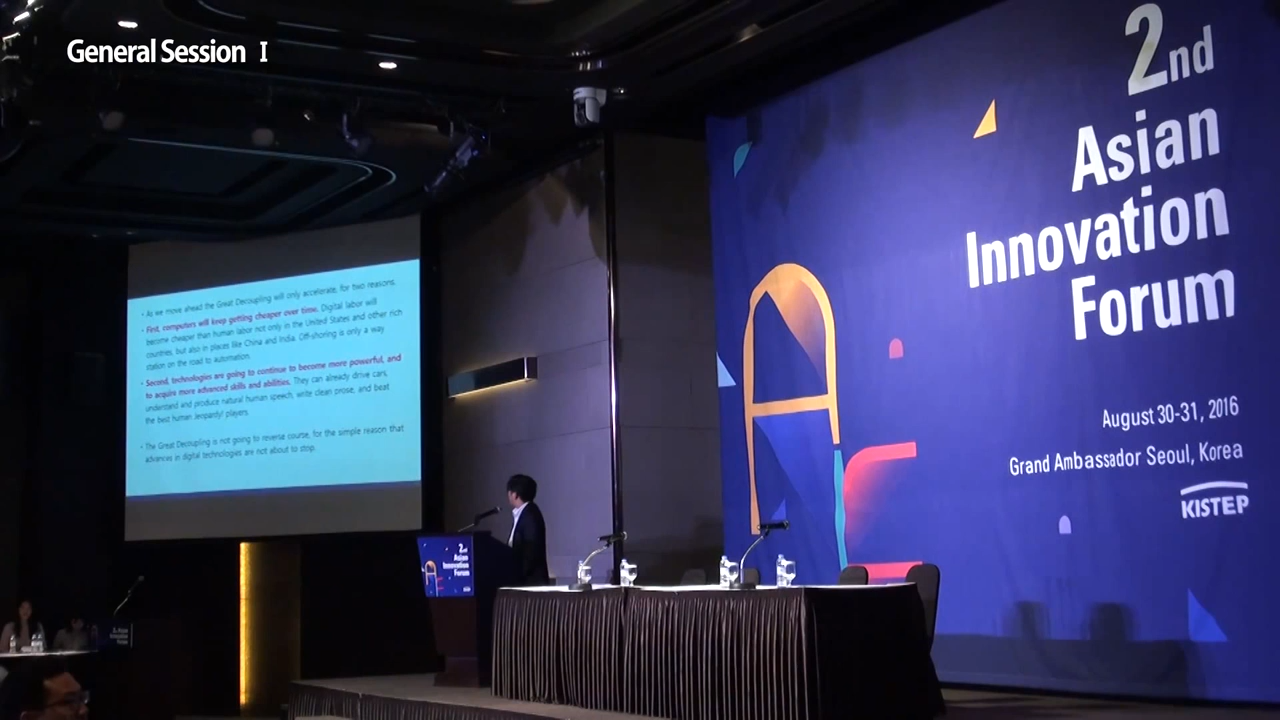 General Session I
2nd
Asian
Innovation
Forum
August 30-31, 2016
Grand Ambassador Seoul, Korea
KISTEP
• As we move ahead the Great Decoupling will only accelerate, for two reasons.
• First, computers will keep getting cheaper over time. Digital labor will
become cheaper than human labor not only in the United States and other rich
countries, but also in places like China and India. Off-shoring is only a way
station on the road to automation.
• Second, technologies are going to continue to become more powerful, and
to acquire more advanced skills and abilities. They can already drive cars,
understand and produce natural human speech, write clean prose, and beat
the best human Jeopardy! players.
• The Great Decoupling is not going to reverse course, for the simple reason that
advances in digital technologies are not about to stop.
2nd
Asian
Innovation
Forum